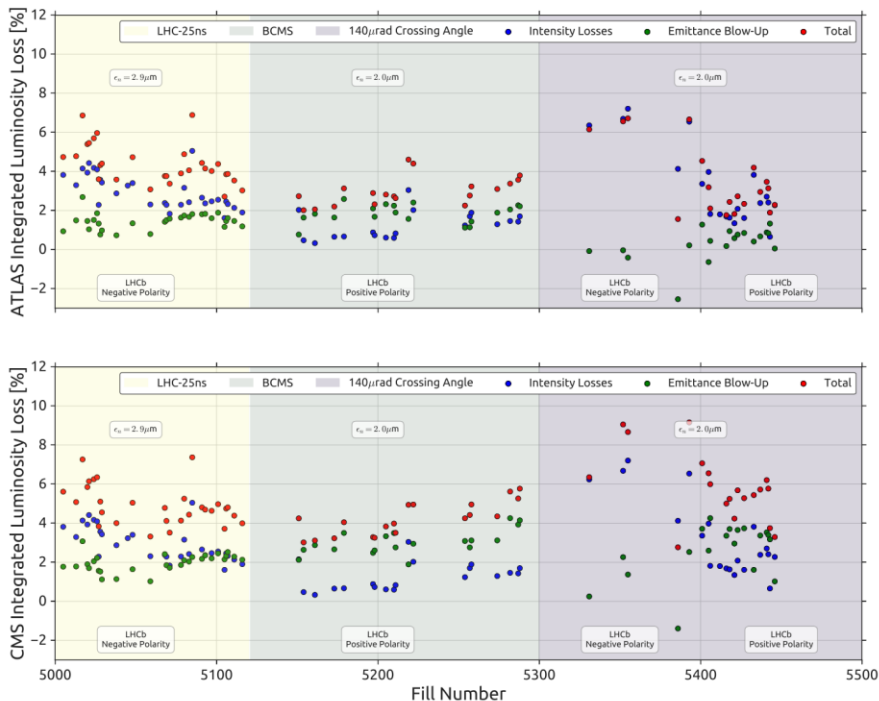 ATLAS Integrated Luminosity Loss [%]
12
10
8
6
4
2
0
−2
LHC-25ns BCMS 140μrad Crossing Angle Intensity Losses Emittance Blow-Up Total
εₙ = 2.9μm
εₙ = 2.0μm
εₙ = 2.0μm
LHCb
Negative Polarity
LHCb
Positive Polarity
LHCb
Negative Polarity
LHCb
Positive Polarity
CMS Integrated Luminosity Loss [%]
12
10
8
6
4
2
0
−2
LHC-25ns BCMS 140μrad Crossing Angle Intensity Losses Emittance Blow-Up Total
εₙ = 2.9μm
εₙ = 2.0μm
εₙ = 2.0μm
LHCb
Negative Polarity
LHCb
Positive Polarity
LHCb
Negative Polarity
LHCb
Positive Polarity
5000 5100 5200 5300 5400 5500
Fill Number